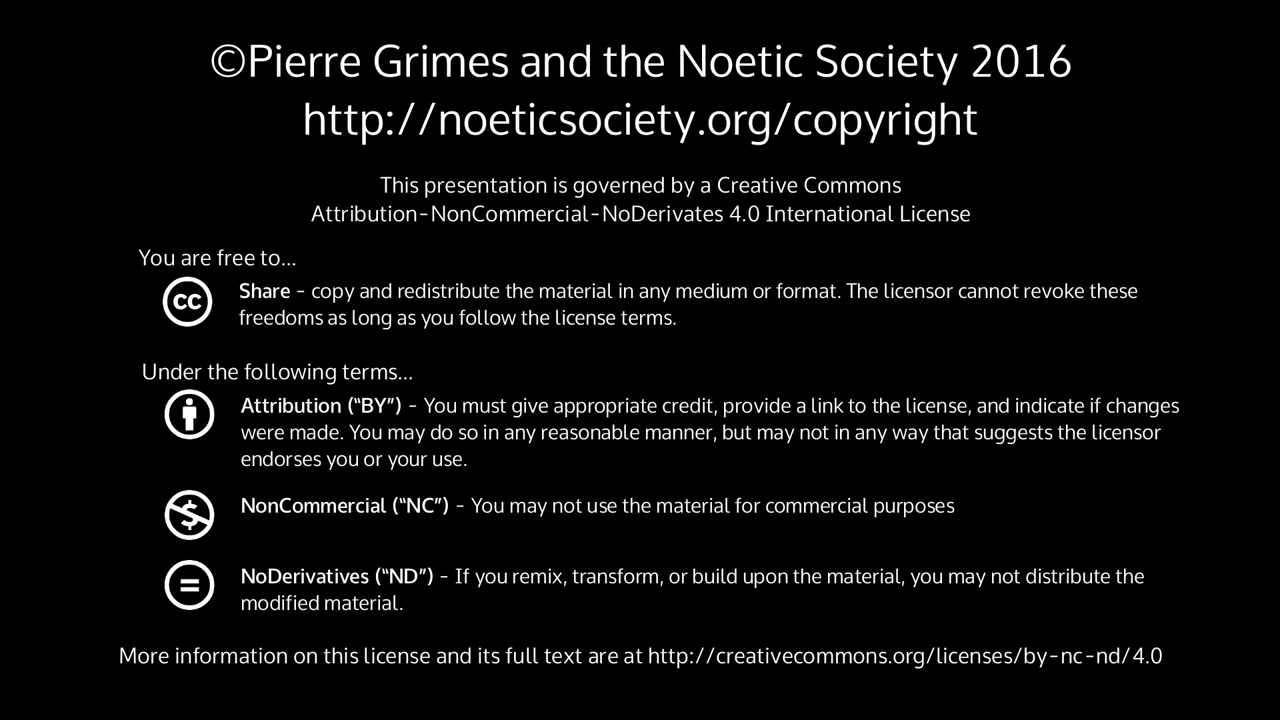 ©Pierre Grimes and the Noetic Society 2016
http://noeticsociety.org/copyright
This presentation is governed by a Creative Commons
Attribution-NonCommercial-NoDerivates 4.0 International License
You are free to...
cc
Share - copy and redistribute the material in any medium or format. The licensor cannot revoke these
freedoms as long as you follow the license terms.
Under the following terms...
Attribution (“BY”) - You must give appropriate credit, provide a link to the license, and indicate if changes
were made. You may do so in any reasonable manner, but may not in any way that suggests the licensor
endorses you or your use.
NonCommercial (“NC”) - You may not use the material for commercial purposes
NoDerivatives (“ND”) - If you remix, transform, or build upon the material, you may not distribute the
modified material.
More information on this license and its full text are at http://creativecommons.org/licenses/by-nc-nd/4.0